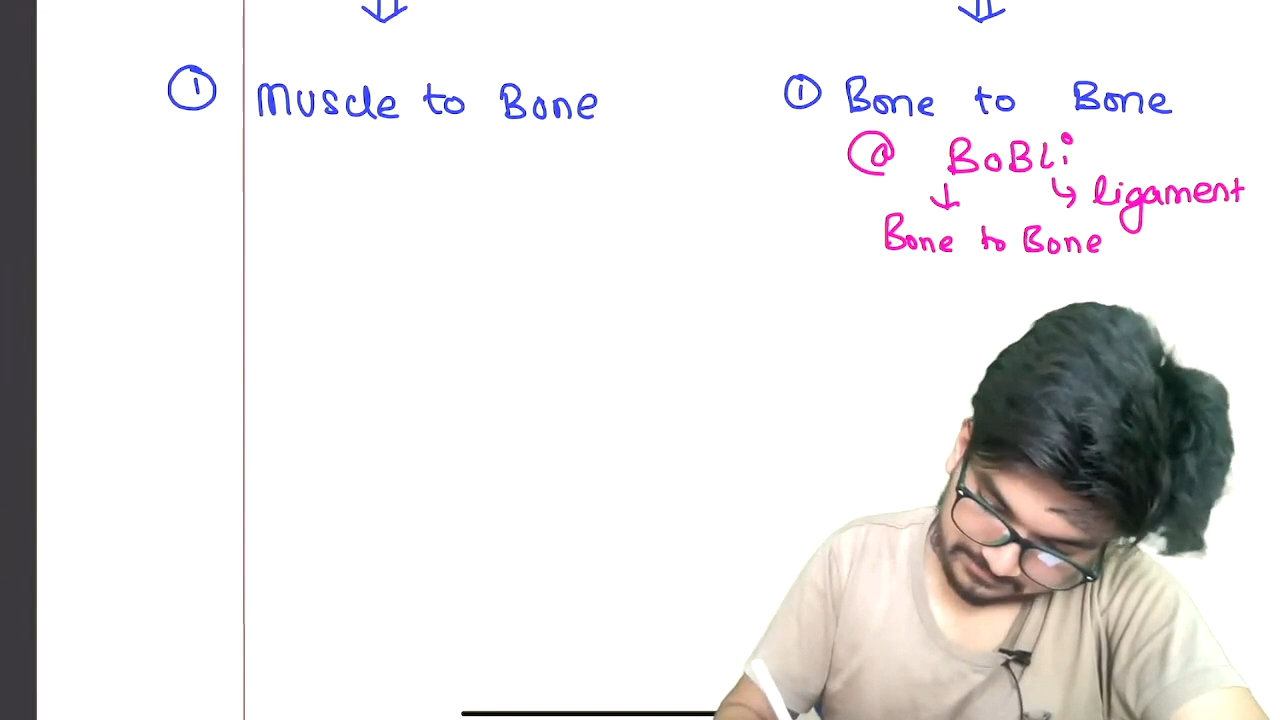 ① Muscle to Bone
① Bone to Bone
@ BoBLi
ligament
Bone to Bone